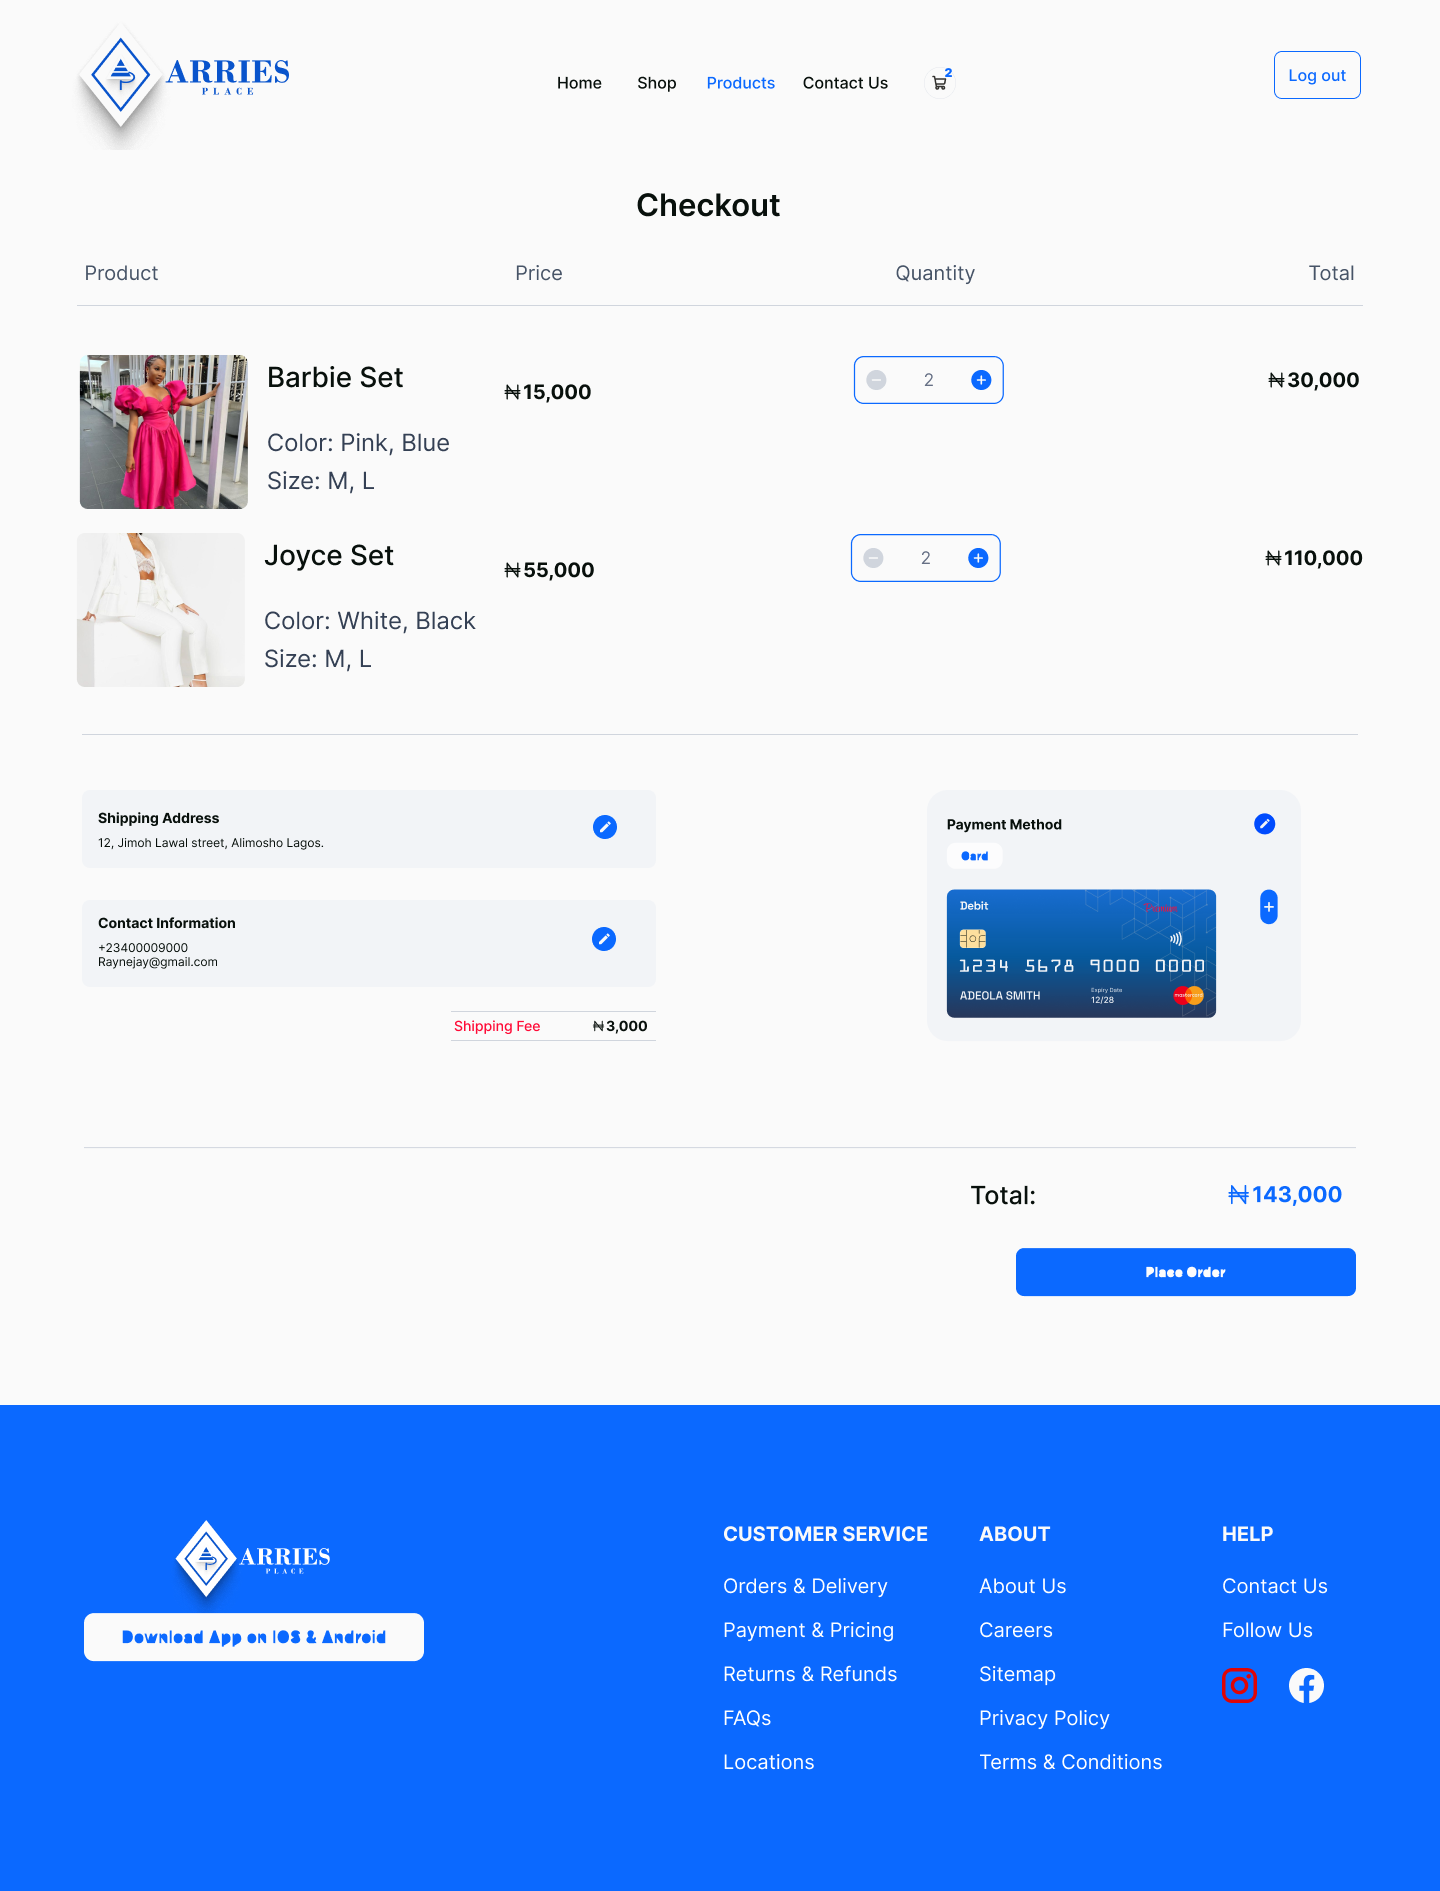 ARRIES
PLACE
Home Shop Products Contact Us 2
Log out
Checkout
Product Price Quantity Total
Barbie Set
₦15,000
2
₦30,000
Color: Pink, Blue
Size: M, L
Joyce Set
₦55,000
2
₦110,000
Color: White, Black
Size: M, L
Shipping Address
12, Jimoh Lawal street, Alimosho Lagos.
Contact Information
+23400009000
Raynejay@gmail.com
Shipping Fee ₦3,000
Payment Method
Card
Debit
1234 5678 9000 0000
ADEOLA SMITH
Expiry Date
12/28
mastercard
Total: ₦143,000
Place Order
ARRIES
PLACE
Download App on IOS & Android
CUSTOMER SERVICE
Orders & Delivery
Payment & Pricing
Returns & Refunds
FAQs
Locations
ABOUT
About Us
Careers
Sitemap
Privacy Policy
Terms & Conditions
HELP
Contact Us
Follow Us